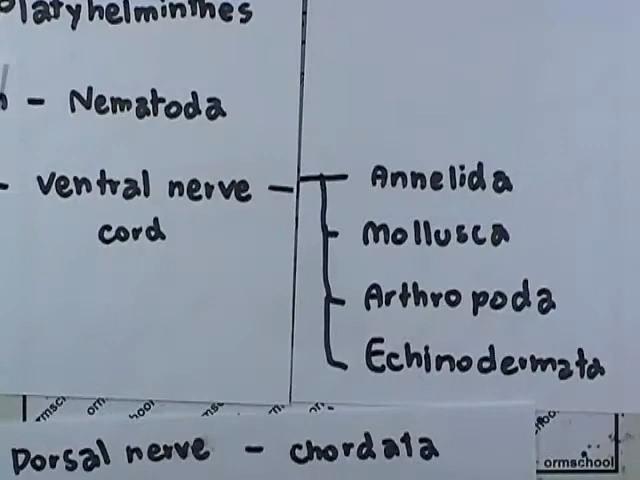 Platyhelminthes
- Nematoda
- ventral nerve cord -
Annelida
Mollusca
Arthropoda
Echinodermata
Dorsal nerve - chordata
ormschool